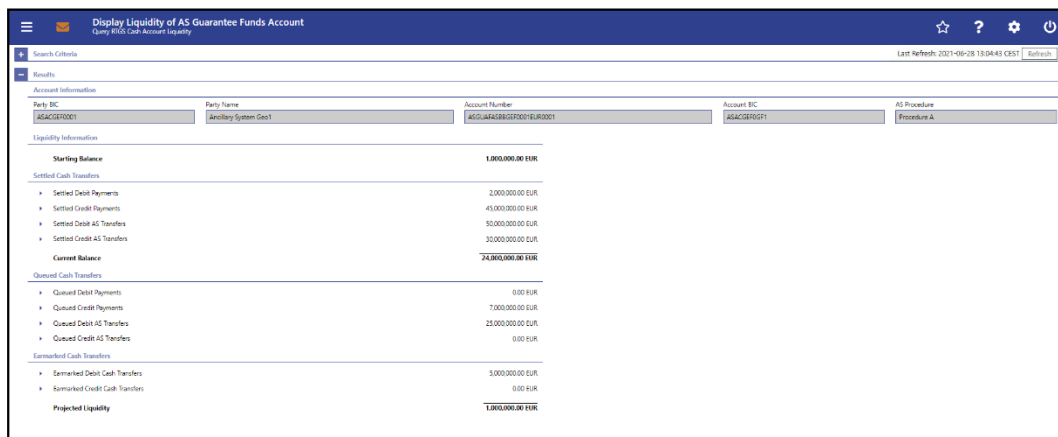 Display Liquidity of AS Guarantee Funds Account
Query RTGS Cash Account Liquidity
Search Criteria
Last Refresh: 2021-06-28 13:04:43 CEST Refresh
Results
Account Information
Party BIC Party Name Account Number Account BIC AS Procedure
ASACGEF0001 Ancillary System Geo1 ASGUAFASBBGEF0001EUR0001 ASACGEF0GF1 Procedure A
Liquidity Information
Starting Balance 1.000,000.00 EUR
Settled Cash Transfers
Settled Debit Payments 2,000,000.00 EUR
Settled Credit Payments 45,000,000.00 EUR
Settled Debit AS Transfers 50,000,000.00 EUR
Settled Credit AS Transfers 30,000,000.00 EUR
Current Balance 24,000,000.00 EUR
Queued Cash Transfers
Queued Debit Payments 0.00 EUR
Queued Credit Payments 7,000,000.00 EUR
Queued Debit AS Transfers 25,000,000.00 EUR
Queued Credit AS Transfers 0.00 EUR
Earmarked Cash Transfers
Earmarked Debit Cash Transfers 5,000,000.00 EUR
Earmarked Credit Cash Transfers 0.00 EUR
Projected Liquidity 1.000,000.00 EUR